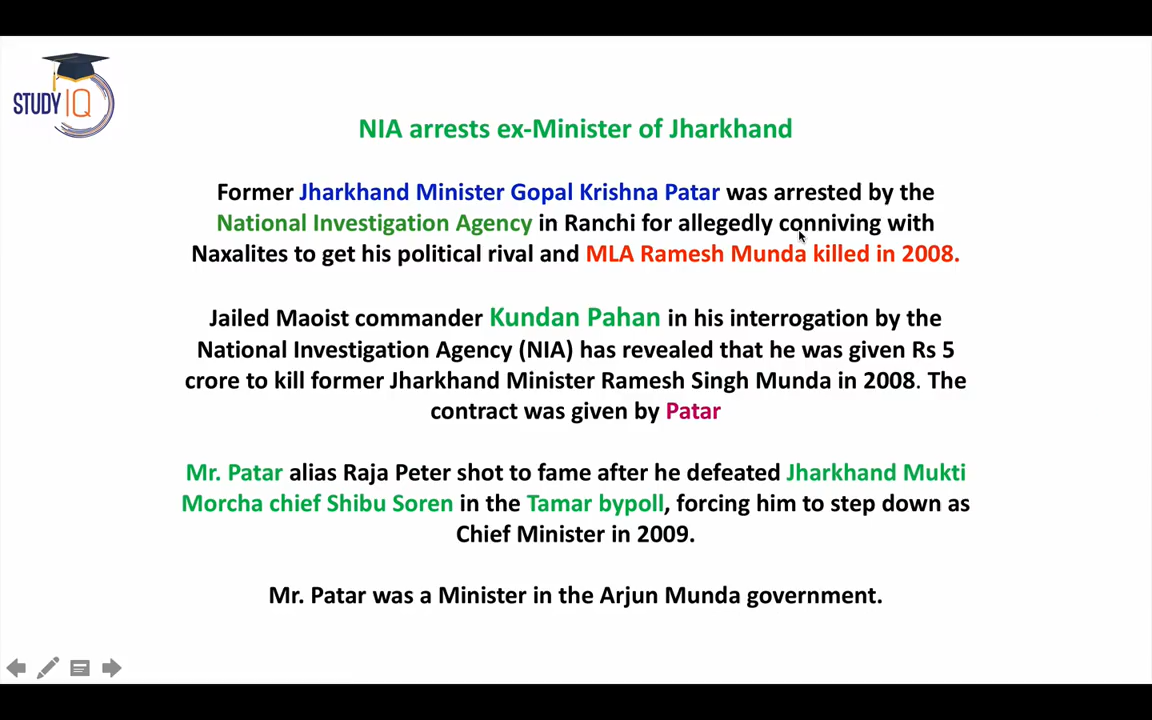 STUDY IQ
NIA arrests ex-Minister of Jharkhand
Former Jharkhand Minister Gopal Krishna Patar was arrested by the
National Investigation Agency in Ranchi for allegedly conniving with
Naxalites to get his political rival and MLA Ramesh Munda killed in 2008.
Jailed Maoist commander Kundan Pahan in his interrogation by the
National Investigation Agency (NIA) has revealed that he was given Rs 5
crore to kill former Jharkhand Minister Ramesh Singh Munda in 2008. The
contract was given by Patar
Mr. Patar alias Raja Peter shot to fame after he defeated Jharkhand Mukti
Morcha chief Shibu Soren in the Tamar bypoll, forcing him to step down as
Chief Minister in 2009.
Mr. Patar was a Minister in the Arjun Munda government.